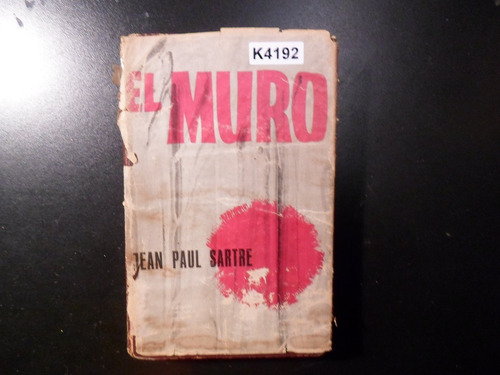 K4192
EL MURO
JEAN PAUL SARTRE